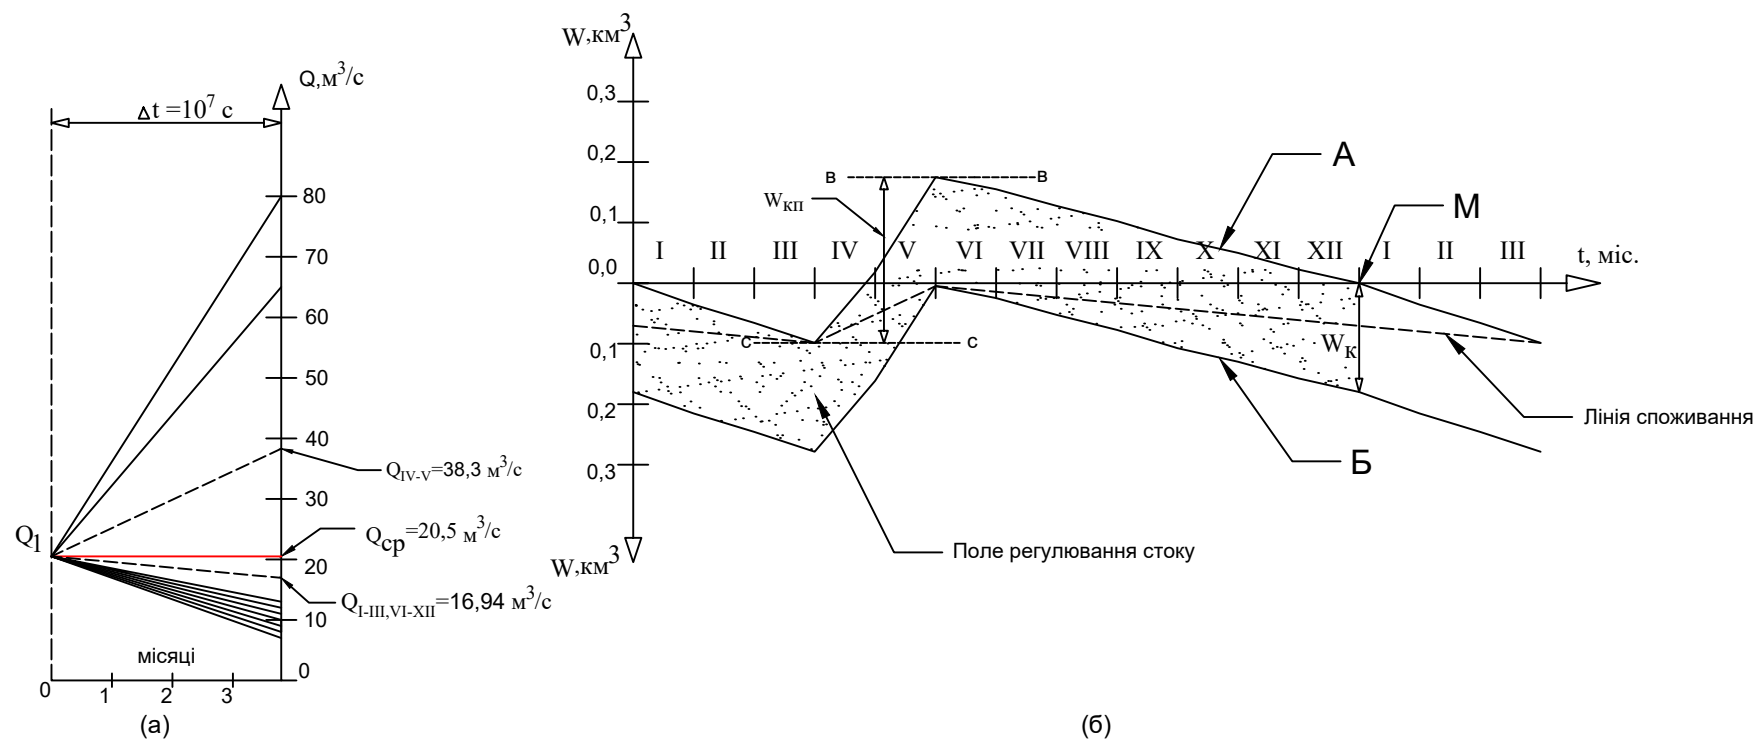 Δt =10⁷ с
Q,м³/с
80
70
60
50
40
Q_IV-V=38,3 м³/с
30
Q₁
Q_ср=20,5 м³/с
20
Q_I-III,VI-XII=16,94 м³/с
10
місяці
0
0
1
2
3
(а)
W,км³
0,3
0,2
0,1
0,0
0,1
0,2
0,3
W,км³
I
II
III
IV
V
VI
VII
VIII
IX
X
XI
XII
I
II
III
t, міс.
в
в
W_кп
с
с
А
М
W_К
Лінія споживання
Б
Поле регулювання стоку
(б)